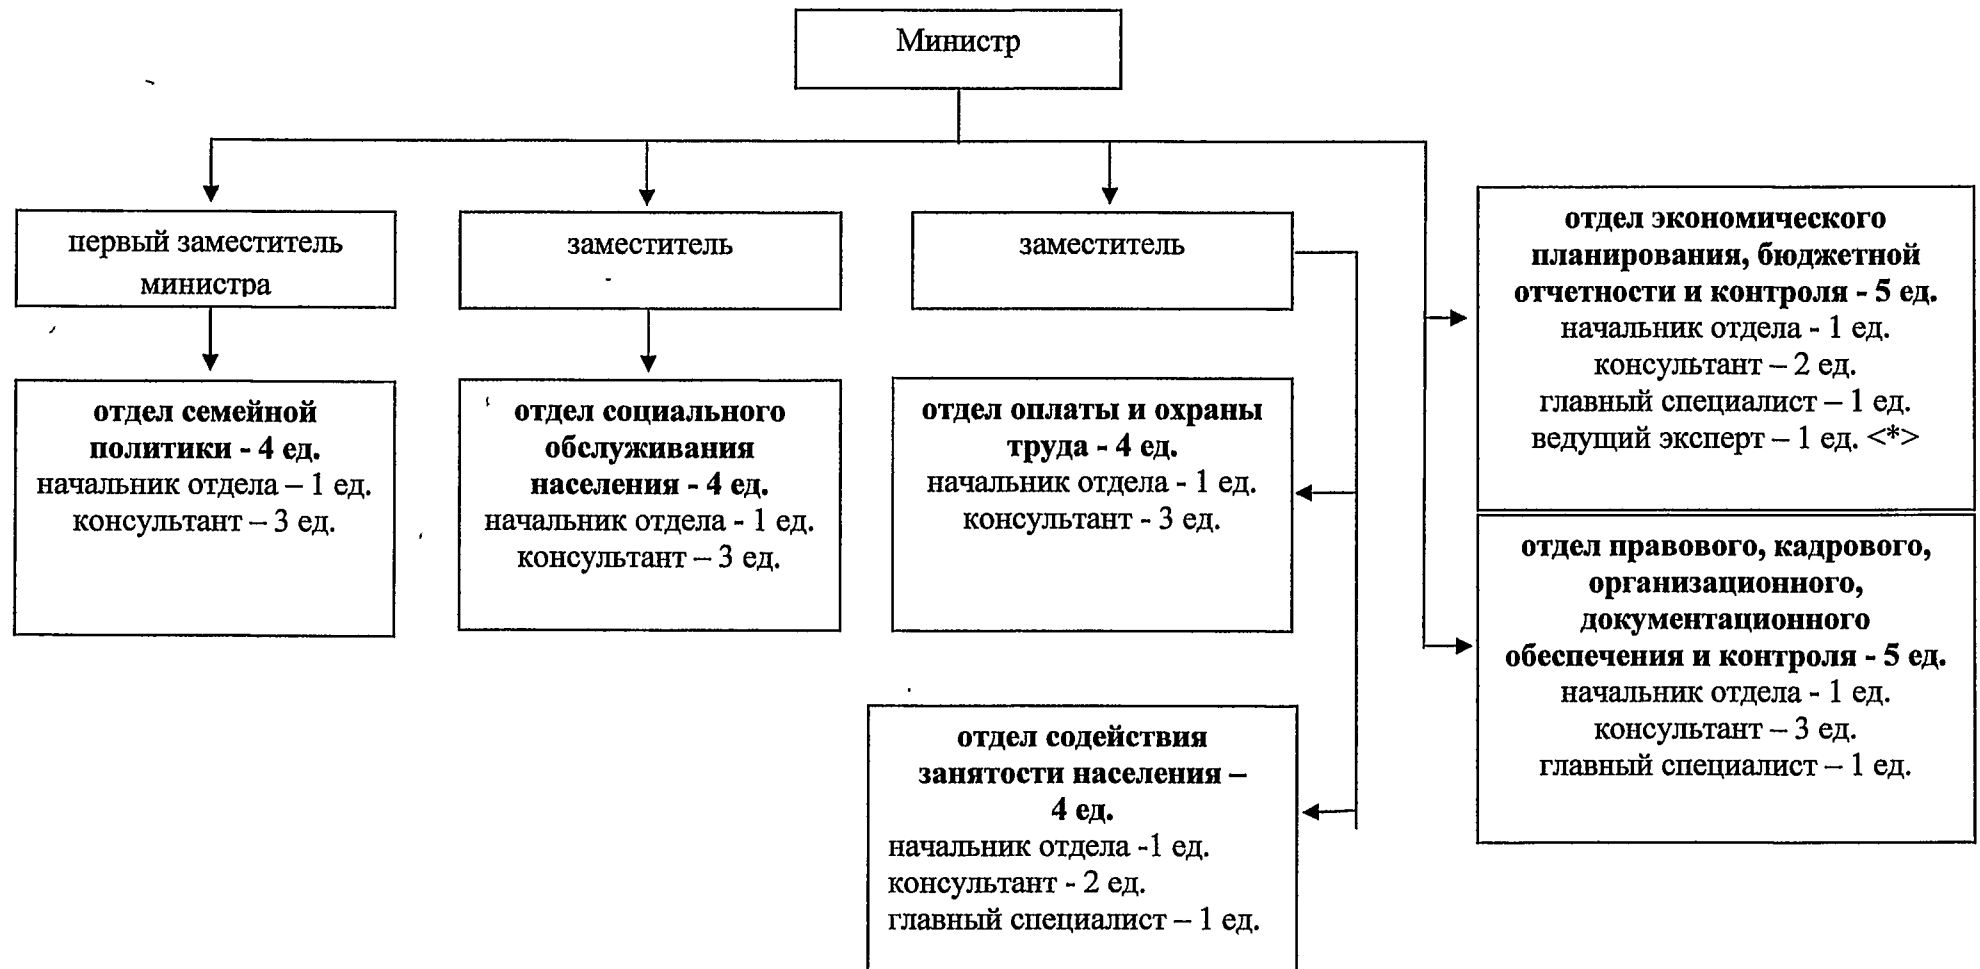 Министр
первый заместитель
министра
заместитель
заместитель
отдел семейной
политики - 4 ед.
начальник отдела – 1 ед.
консультант – 3 ед.
отдел социального
обслуживания
населения - 4 ед.
начальник отдела - 1 ед.
консультант – 3 ед.
отдел оплаты и охраны
труда - 4 ед.
начальник отдела - 1 ед.
консультант - 3 ед.
отдел содействия
занятости населения –
4 ед.
начальник отдела -1 ед.
консультант - 2 ед.
главный специалист – 1 ед.
отдел экономического
планирования, бюджетной
отчетности и контроля - 5 ед.
начальник отдела - 1 ед.
консультант – 2 ед.
главный специалист – 1 ед.
ведущий эксперт – 1 ед. <*>
отдел правового, кадрового,
организационного,
документационного
обеспечения и контроля - 5 ед.
начальник отдела - 1 ед.
консультант – 3 ед.
главный специалист – 1 ед.